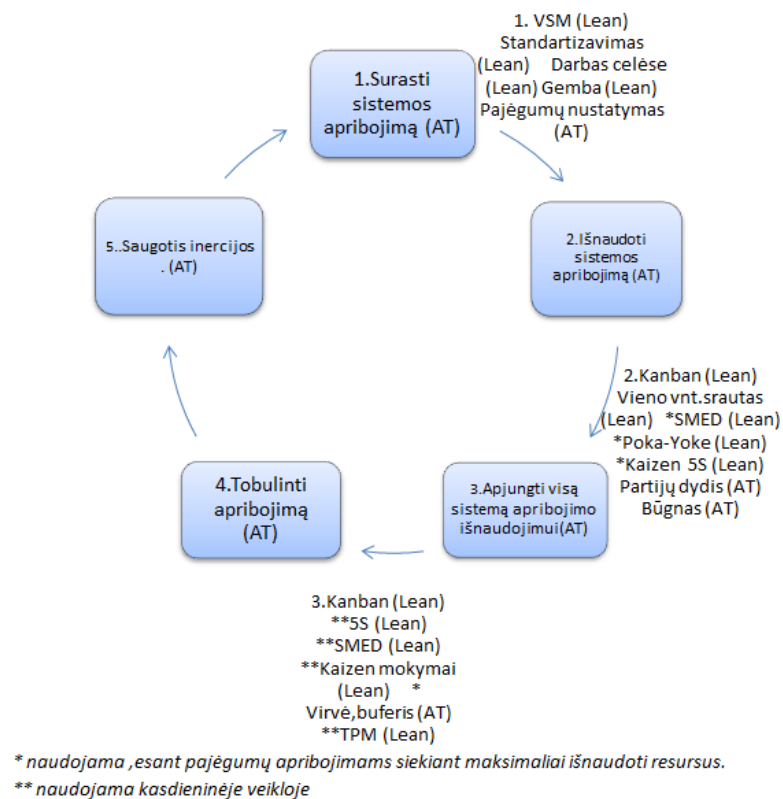 1.Surasti
sistemos
apribojimą (AT)
1. VSM (Lean)
Standartizavimas
(Lean) Darbas celėse
(Lean) Gemba (Lean)
Pajėgumų nustatymas
(AT)
2.Išnaudoti
sistemos
apribojimą (AT)
2.Kanban (Lean)
Vieno vnt.srautas
(Lean) *SMED (Lean)
*Poka-Yoke (Lean)
*Kaizen 5S (Lean)
Partijų dydis (AT)
Būgnas (AT)
3.Apjungti visą
sistemą apribojimo
išnaudojimui(AT)
3.Kanban (Lean)
**5S (Lean)
**SMED (Lean)
**Kaizen mokymai
(Lean) *
Virvė,buferis (AT)
**TPM (Lean)
4.Tobulinti
apribojimą
(AT)
5..Saugotis inercijos
. (AT)
* naudojama ,esant pajėgumų apribojimams siekiant maksimaliai išnaudoti resursus.
** naudojama kasdieninėje veikloje